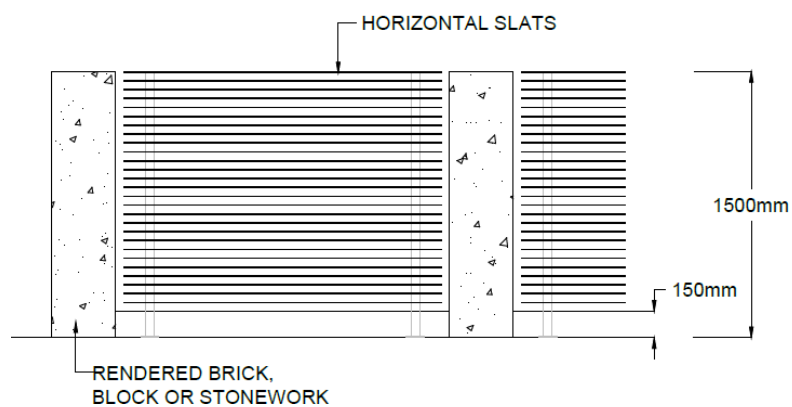 HORIZONTAL SLATS
1500mm
150mm
RENDERED BRICK,
BLOCK OR STONEWORK